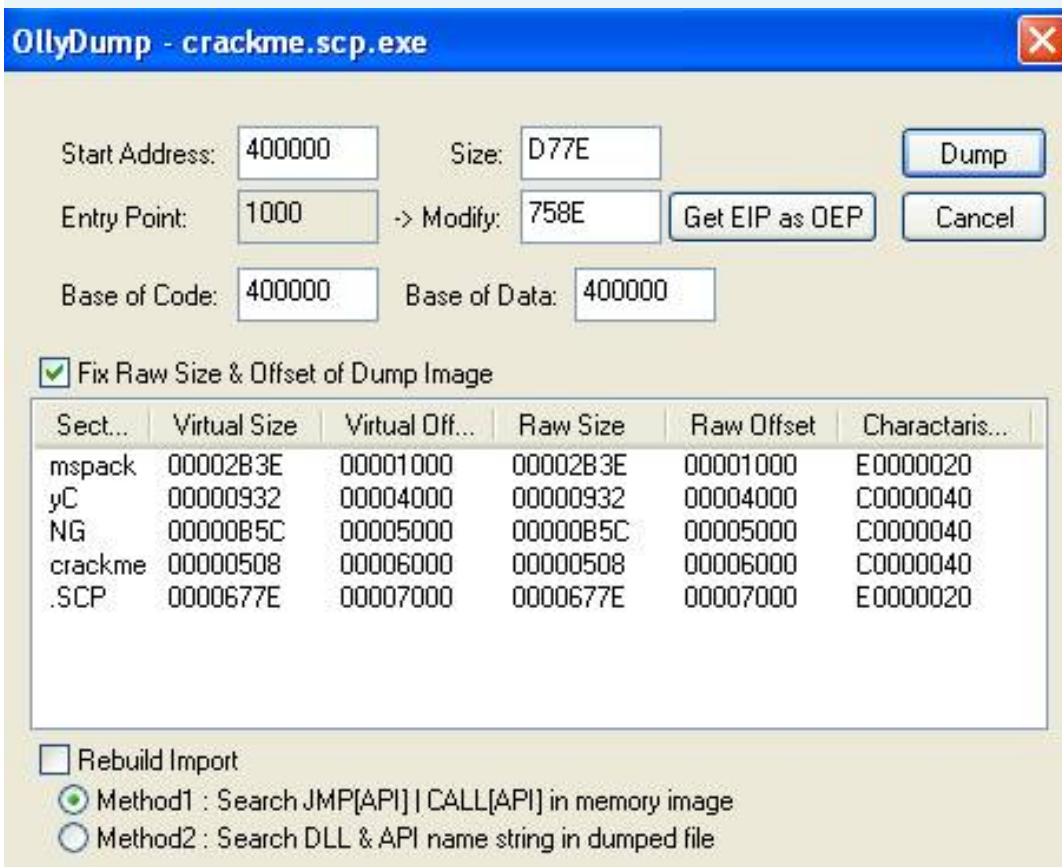 OllyDump - crackme.scp.exe
Start Address: 400000 Size: D77E Dump
Entry Point: 1000 -> Modify: 758E Get EIP as OEP Cancel
Base of Code: 400000 Base of Data: 400000
Fix Raw Size & Offset of Dump Image
Sect... Virtual Size Virtual Off... Raw Size Raw Offset Charactaris...
mspack 00002B3E 00001000 00002B3E 00001000 E0000020
yC 00000932 00004000 00000932 00004000 C0000040
NG 00000B5C 00005000 00000B5C 00005000 C0000040
crackme 00000508 00006000 00000508 00006000 C0000040
.SCP 0000677E 00007000 0000677E 00007000 E0000020
Rebuild Import
Method1 : Search JMP[API] | CALL[API] in memory image
Method2 : Search DLL & API name string in dumped file